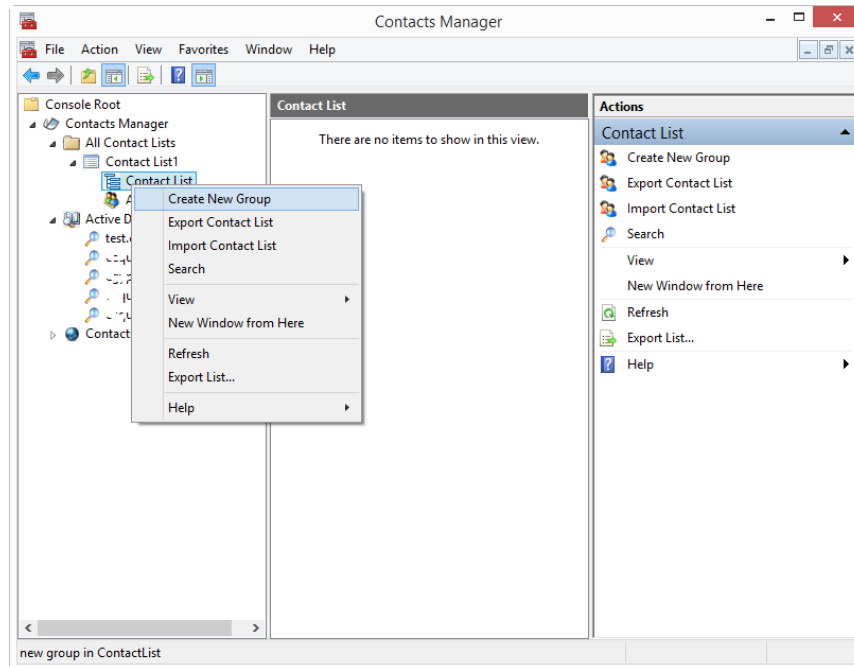 Contacts Manager
File Action View Favorites Window Help
Console Root
Contacts Manager
All Contact Lists
Contact List1
Contact List
A
Active D
test.
Contact
Contact List
There are no items to show in this view.
Create New Group
Export Contact List
Import Contact List
Search
View
New Window from Here
Refresh
Export List...
Help
Actions
Contact List
Create New Group
Export Contact List
Import Contact List
Search
View
New Window from Here
Refresh
Export List...
Help
new group in ContactList